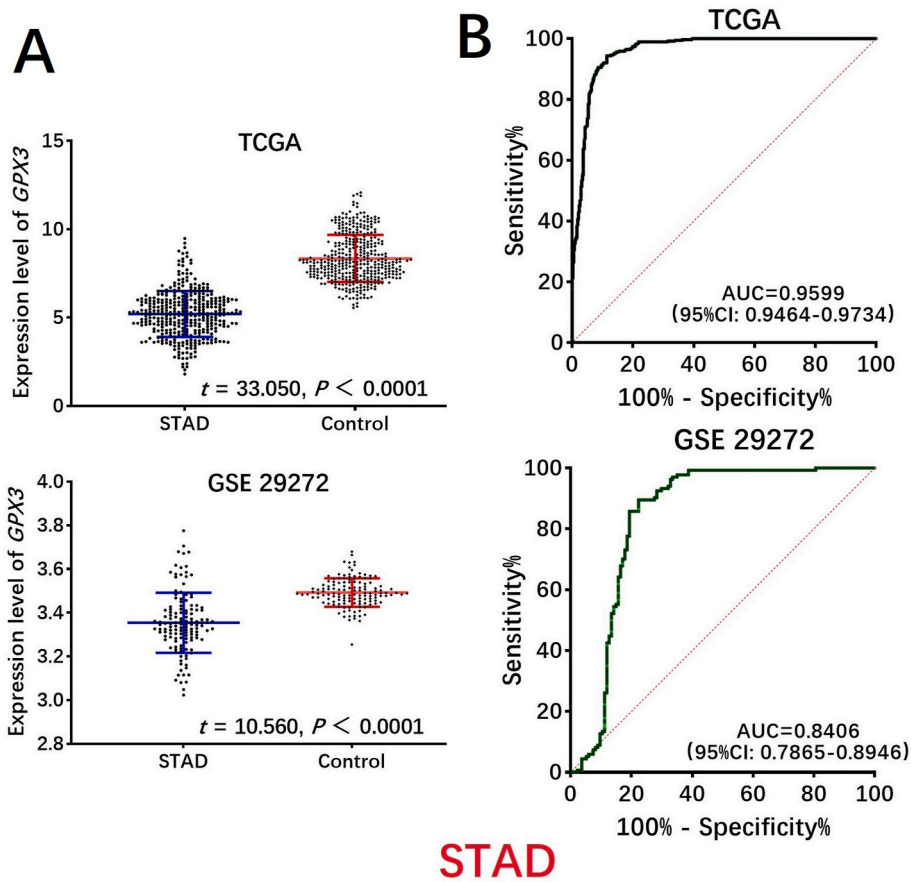 A
TCGA
Expression level of GPX3
15
10
5
0
t = 33.050, P < 0.0001
STAD
Control
GSE 29272
Expression level of GPX3
4.0
3.8
3.6
3.4
3.2
3.0
2.8
t = 10.560, P < 0.0001
STAD
Control
B
TCGA
Sensitivity%
100
80
60
40
20
0
AUC=0.9599
(95%CI: 0.9464-0.9734)
0 20 40 60 80 100
100% - Specificity%
GSE 29272
Sensitivity%
100
80
60
40
20
0
AUC=0.8406
(95%CI: 0.7865-0.8946)
0 20 40 60 80 100
100% - Specificity%
STAD